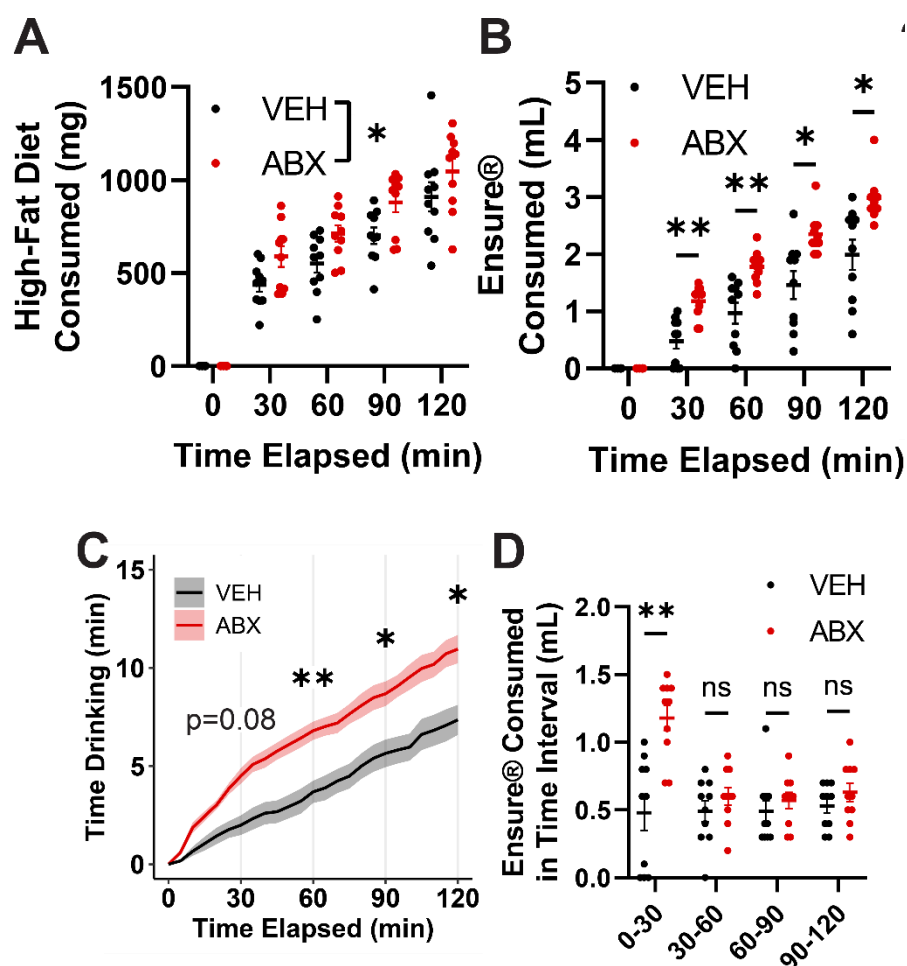 A
High-Fat Diet
Consumed (mg)
1500
1000
500
0
VEH
ABX
*
0 30 60 90 120
Time Elapsed (min)
B
Ensure®
Consumed (mL)
5
4
3
2
1
0
VEH
ABX
**
**
*
*
0 30 60 90 120
Time Elapsed (min)
C
Time Drinking (min)
15
10
5
0
VEH
ABX
p=0.08
**
*
*
0 30 60 90 120
Time Elapsed (min)
D
Ensure® Consumed
in Time Interval (mL)
2.0
1.5
1.0
0.5
0.0
VEH
ABX
**
ns
ns
ns
0-30
30-60
60-90
90-120